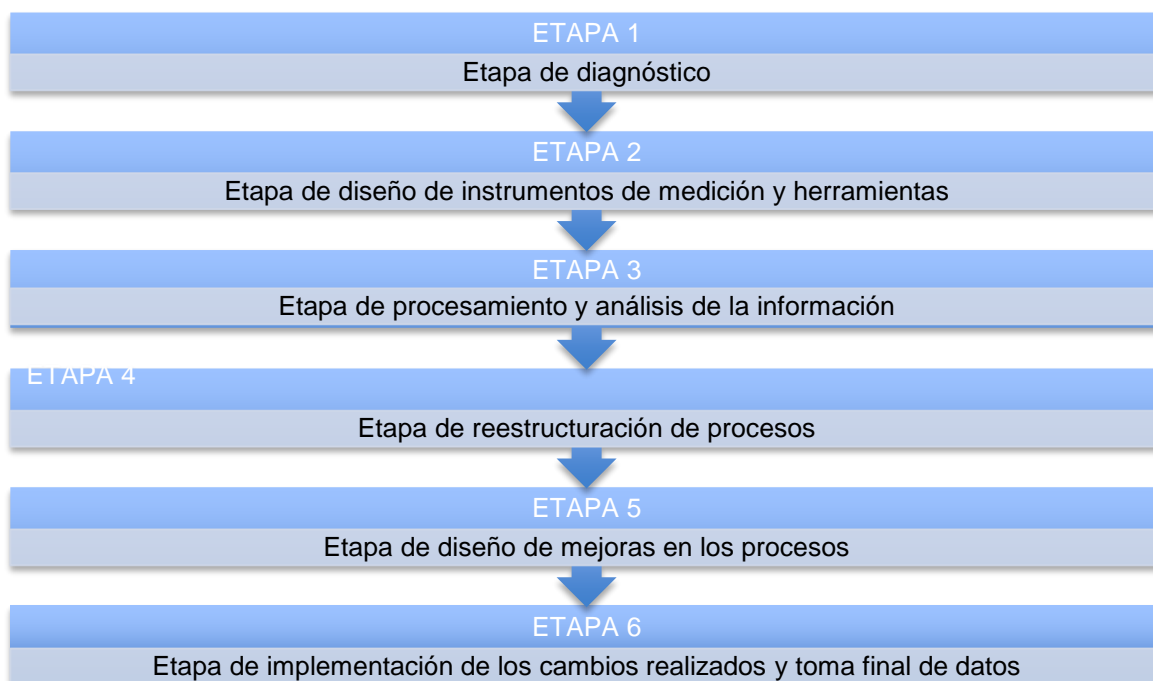 ETAPA 1
Etapa de diagnóstico
ETAPA 2
Etapa de diseño de instrumentos de medición y herramientas
ETAPA 3
Etapa de procesamiento y análisis de la información
ETAPA 4
Etapa de reestructuración de procesos
ETAPA 5
Etapa de diseño de mejoras en los procesos
ETAPA 6
Etapa de implementación de los cambios realizados y toma final de datos